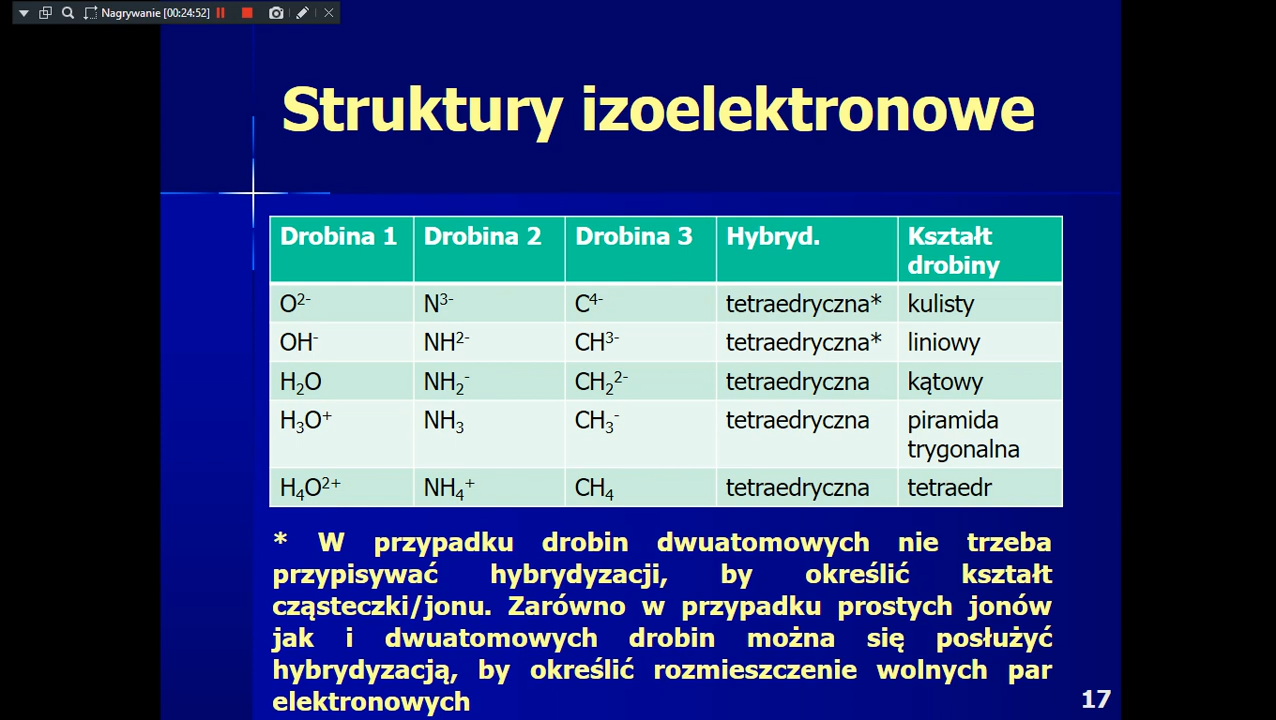 Nagrywanie [00:24:52]
Struktury izoelektronowe
Drobina 1 Drobina 2 Drobina 3 Hybryd. Kształt drobiny
O²⁻ N³⁻ C⁴⁻ tetraedryczna* kulisty
OH⁻ NH²⁻ CH³⁻ tetraedryczna* liniowy
H₂O NH₂⁻ CH₂²⁻ tetraedryczna kątowy
H₃O⁺ NH₃ CH₃⁻ tetraedryczna piramida trygonalna
H₄O²⁺ NH₄⁺ CH₄ tetraedryczna tetraedr
* W przypadku drobin dwuatomowych nie trzeba
przypisywać hybrydyzacji, by określić kształt
cząsteczki/jonu. Zarówno w przypadku prostych jonów
jak i dwuatomowych drobin można się posłużyć
hybrydyzacją, by określić rozmieszczenie wolnych par
elektronowych
17